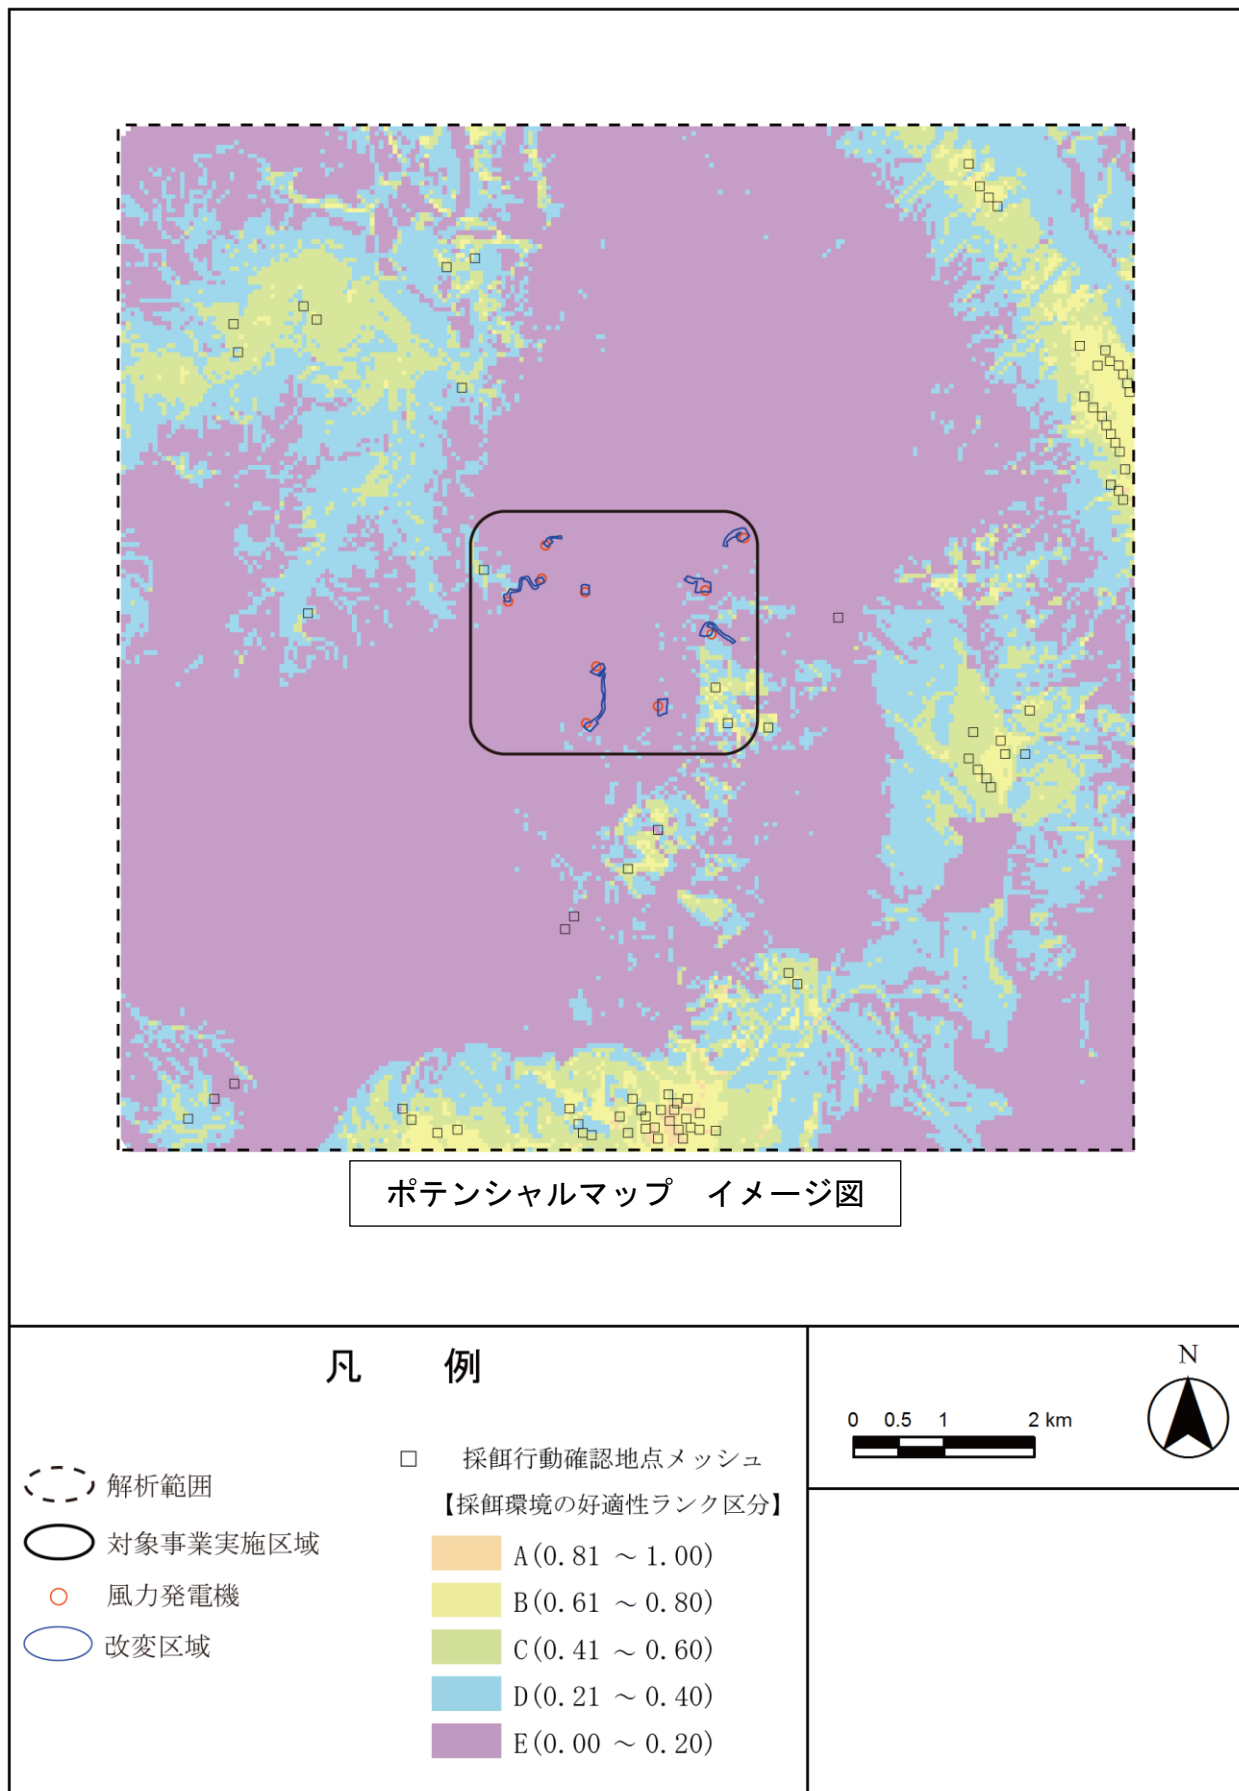 ポテンシャルマップ　イメージ図
凡　例
解析範囲
対象事業実施区域
風力発電機
改変区域
□　採餌行動確認地点メッシュ
【採餌環境の好適性ランク区分】
A(0.81 ～ 1.00)
B(0.61 ～ 0.80)
C(0.41 ～ 0.60)
D(0.21 ～ 0.40)
E(0.00 ～ 0.20)
0 0.5 1 2 km
N